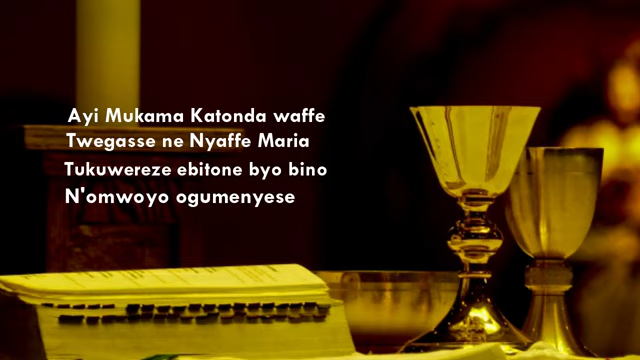 Ayi Mukama Katonda waffe
Twegasse ne Nyaffe Maria
Tukuwereze ebitone byo bino
N'omwoyo ogumenyese